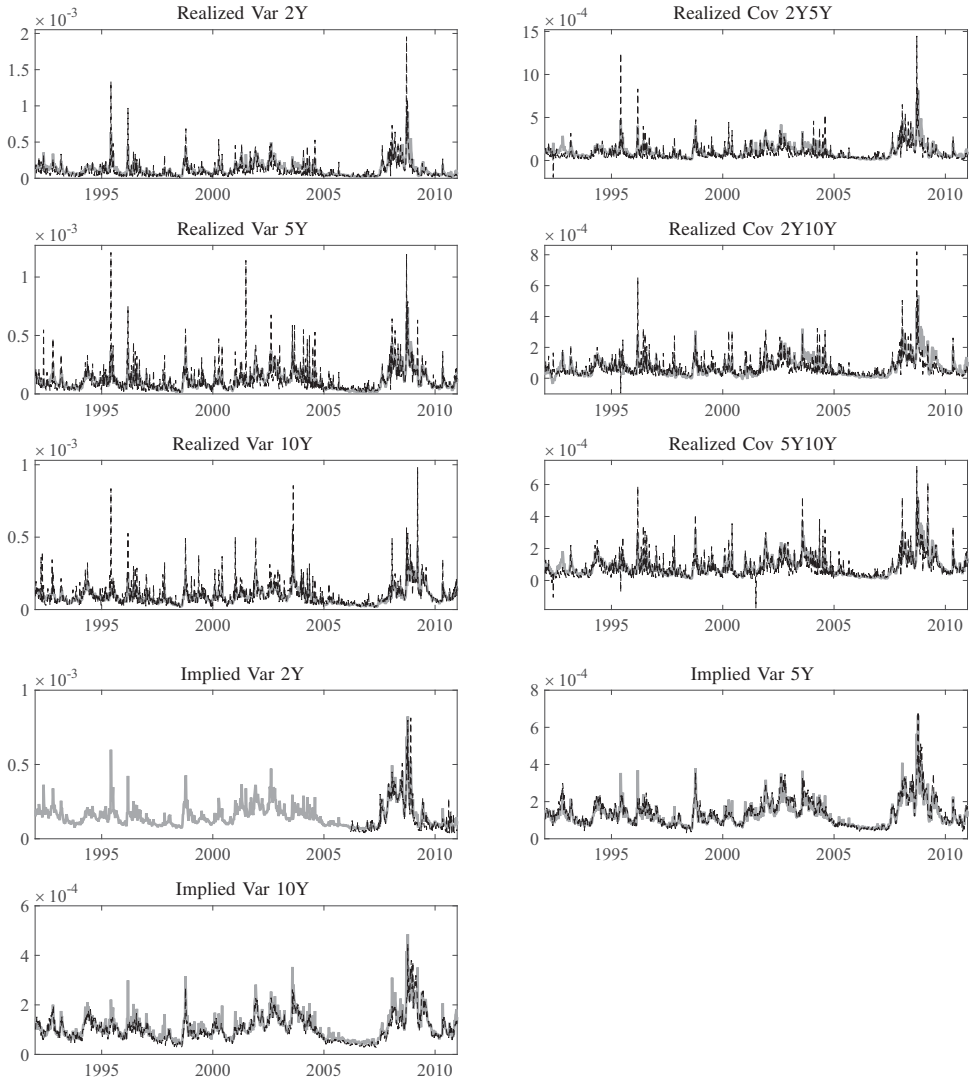 Realized Var 2Y
× 10-3
2
1.5
1
0.5
0
1995 2000 2005 2010
Realized Cov 2Y5Y
× 10-4
15
10
5
0
1995 2000 2005 2010
Realized Var 5Y
× 10-3
1
0.5
0
1995 2000 2005 2010
Realized Cov 2Y10Y
× 10-4
8
6
4
2
0
1995 2000 2005 2010
Realized Var 10Y
× 10-3
1
0.5
0
1995 2000 2005 2010
Realized Cov 5Y10Y
× 10-4
6
4
2
0
1995 2000 2005 2010
Implied Var 2Y
× 10-3
1
0.5
0
1995 2000 2005 2010
Implied Var 5Y
× 10-4
8
6
4
2
0
1995 2000 2005 2010
Implied Var 10Y
× 10-4
6
4
2
0
1995 2000 2005 2010